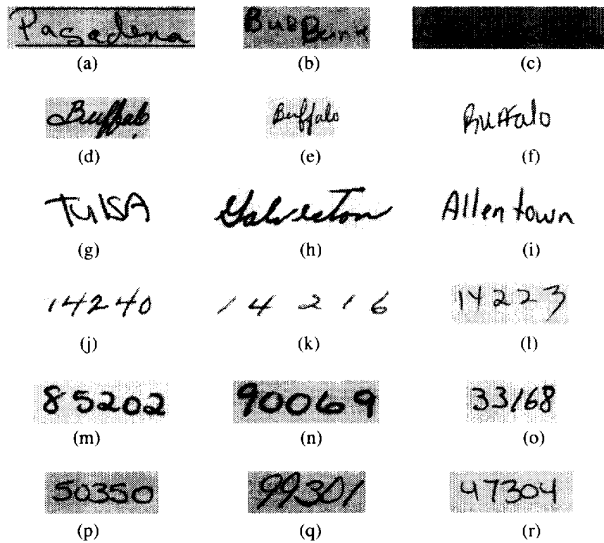 Pasadena
(a) (b) (c)
Buffalo Buffalo Buffalo
(d) (e) (f)
TulSA Galveston Allentown
(g) (h) (i)
14240 14216 14223
(j) (k) (l)
85202 90069 33168
(m) (n) (o)
50350 99301 47304
(p) (q) (r)